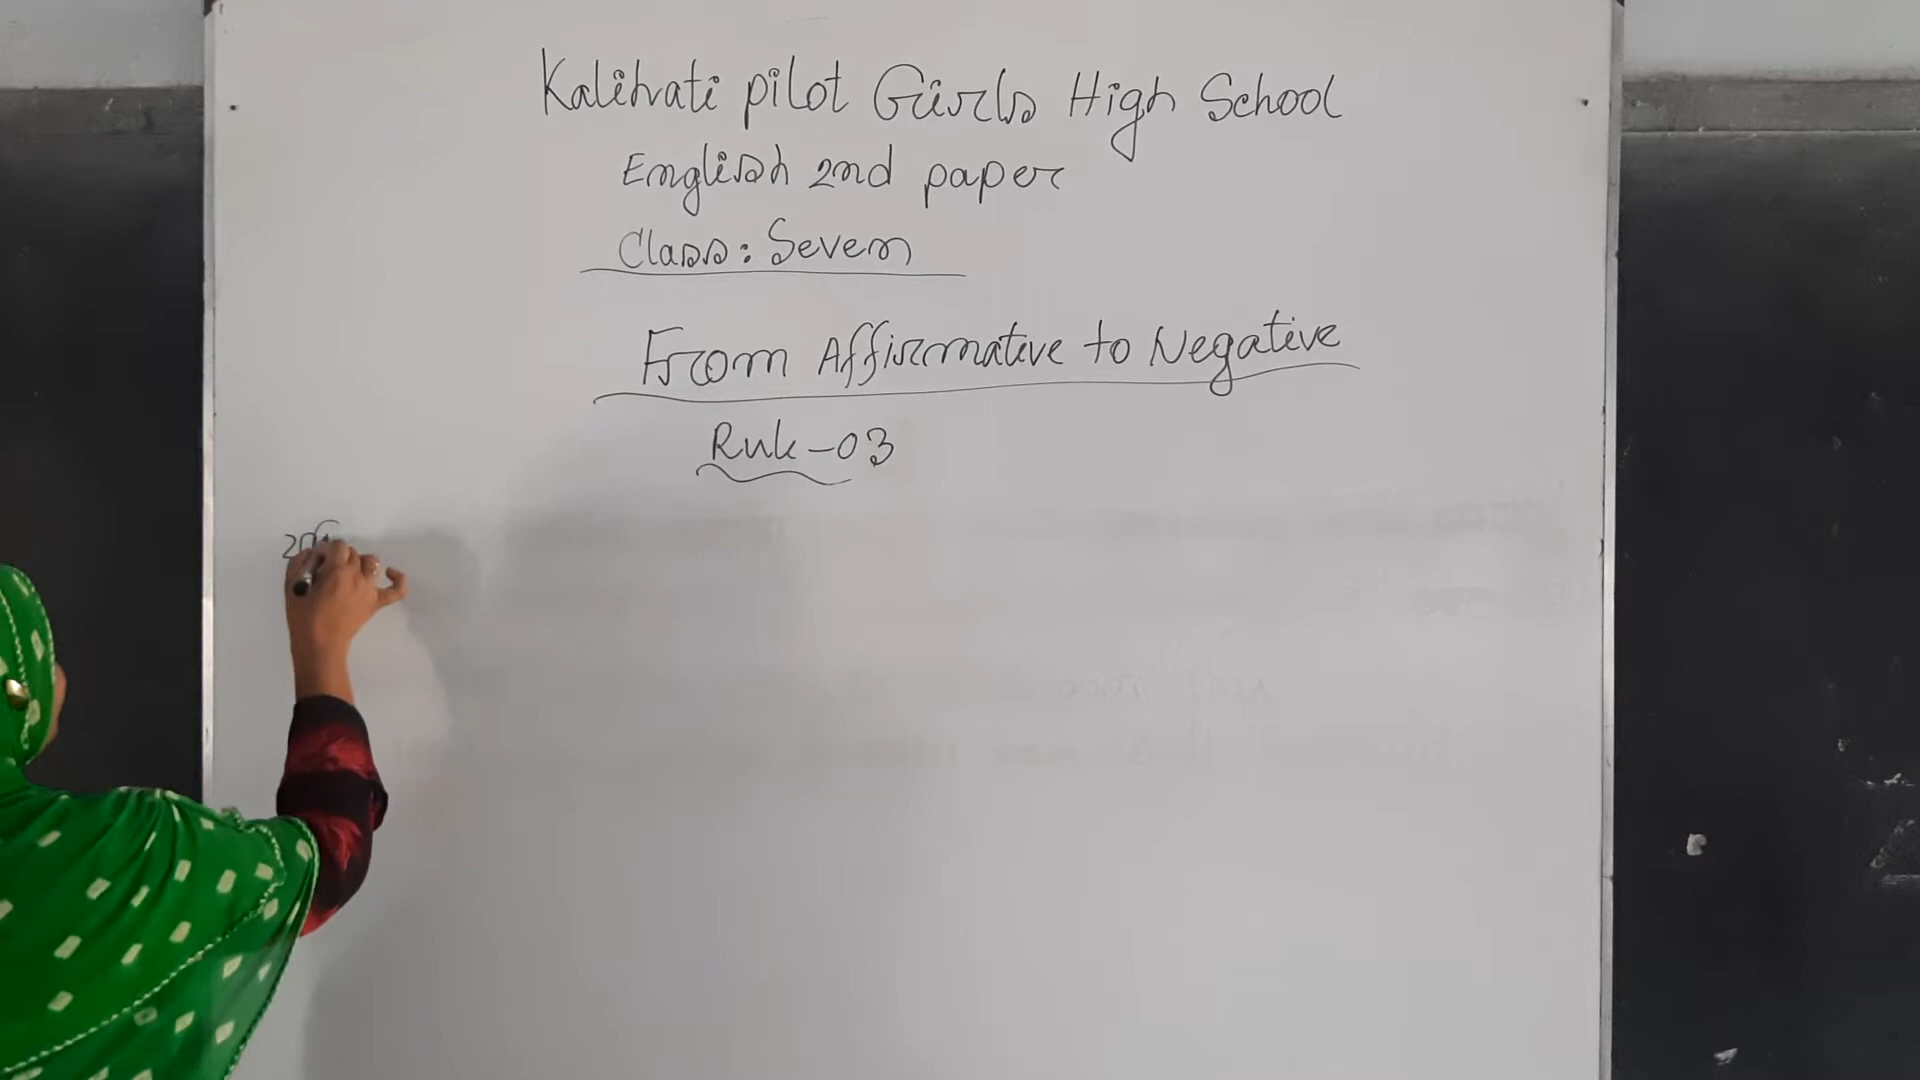 Kalihati pilot Girls High School
English 2nd paper
Class: Seven
From Affirmative to Negative
Rule-03